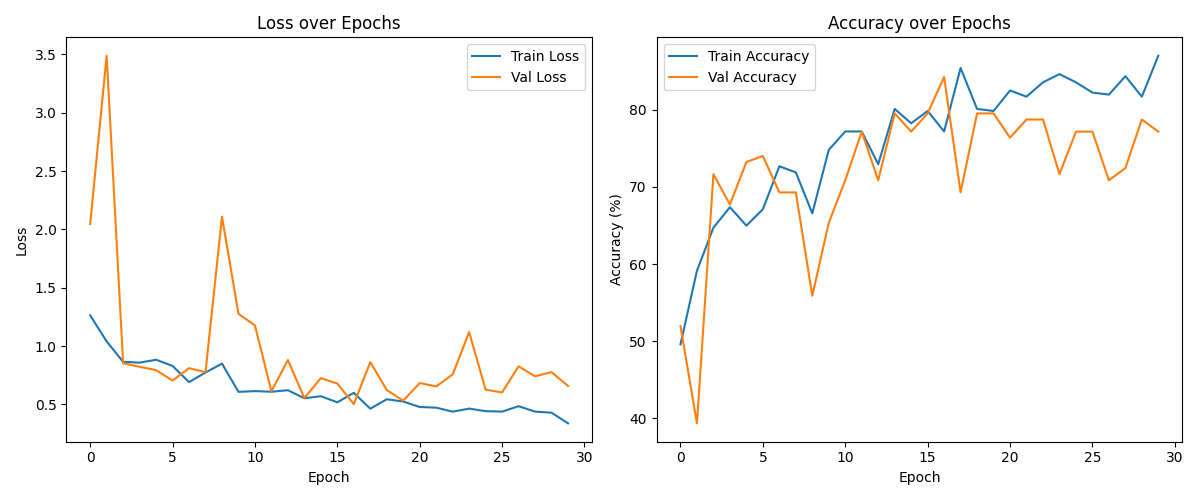 Loss over Epochs
Train Loss
Val Loss
3.5
3.0
2.5
2.0
1.5
1.0
0.5
Loss
0 5 10 15 20 25 30
Epoch
Accuracy over Epochs
Train Accuracy
Val Accuracy
80
70
60
50
40
Accuracy (%)
0 5 10 15 20 25 30
Epoch